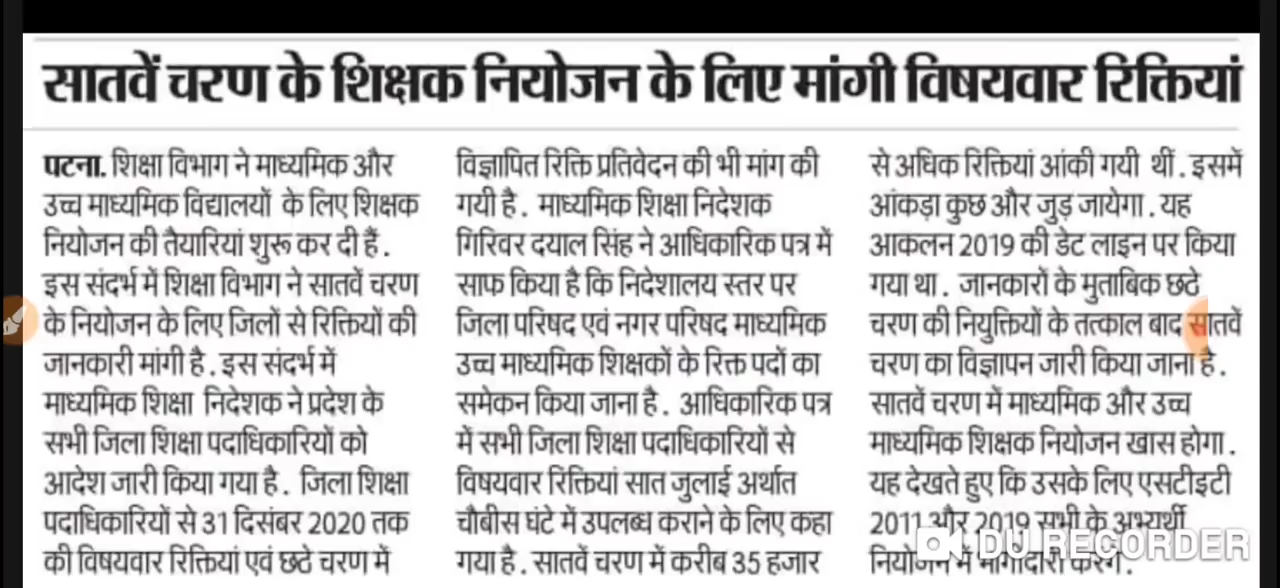 सातवें चरण के शिक्षक नियोजन के लिए मांगी विषयवार रिक्तियां
पटना. शिक्षा विभाग ने माध्यमिक और
उच्च माध्यमिक विद्यालयों के लिए शिक्षक
नियोजन की तैयारियां शुरू कर दी हैं.
इस संदर्भ में शिक्षा विभाग ने सातवें चरण
के नियोजन के लिए जिलों से रिक्तियों की
जानकारी मांगी है. इस संदर्भ में
माध्यमिक शिक्षा निदेशक ने प्रदेश के
सभी जिला शिक्षा पदाधिकारियों को
आदेश जारी किया गया है. जिला शिक्षा
पदाधिकारियों से 31 दिसंबर 2020 तक
की विषयवार रिक्तियां एवं छठे चरण में
विज्ञापित रिक्ति प्रतिवेदन की भी मांग की
गयी है. माध्यमिक शिक्षा निदेशक
गिरिवर दयाल सिंह ने आधिकारिक पत्र में
साफ किया है कि निदेशालय स्तर पर
जिला परिषद एवं नगर परिषद माध्यमिक
उच्च माध्यमिक शिक्षकों के रिक्त पदों का
समेकन किया जाना है. आधिकारिक पत्र
में सभी जिला शिक्षा पदाधिकारियों से
विषयवार रिक्तियां सात जुलाई अर्थात
चौबीस घंटे में उपलब्ध कराने के लिए कहा
गया है. सातवें चरण में करीब 35 हजार
से अधिक रिक्तियां आंकी गयी थीं. इसमें
आंकड़ा कुछ और जुड़ जायेगा. यह
आकलन 2019 की डेट लाइन पर किया
गया था. जानकारों के मुताबिक छठे
चरण की नियुक्तियों के तत्काल बाद सातवें
चरण का विज्ञापन जारी किया जाना है.
सातवें चरण में माध्यमिक और उच्च
माध्यमिक शिक्षक नियोजन खास होगा.
यह देखते हुए कि उसके लिए एसटीइटी
2011 और 2019 सभी के अभ्यर्थी
नियोजन में भागीदारी करेंगे.
DU RECORDER